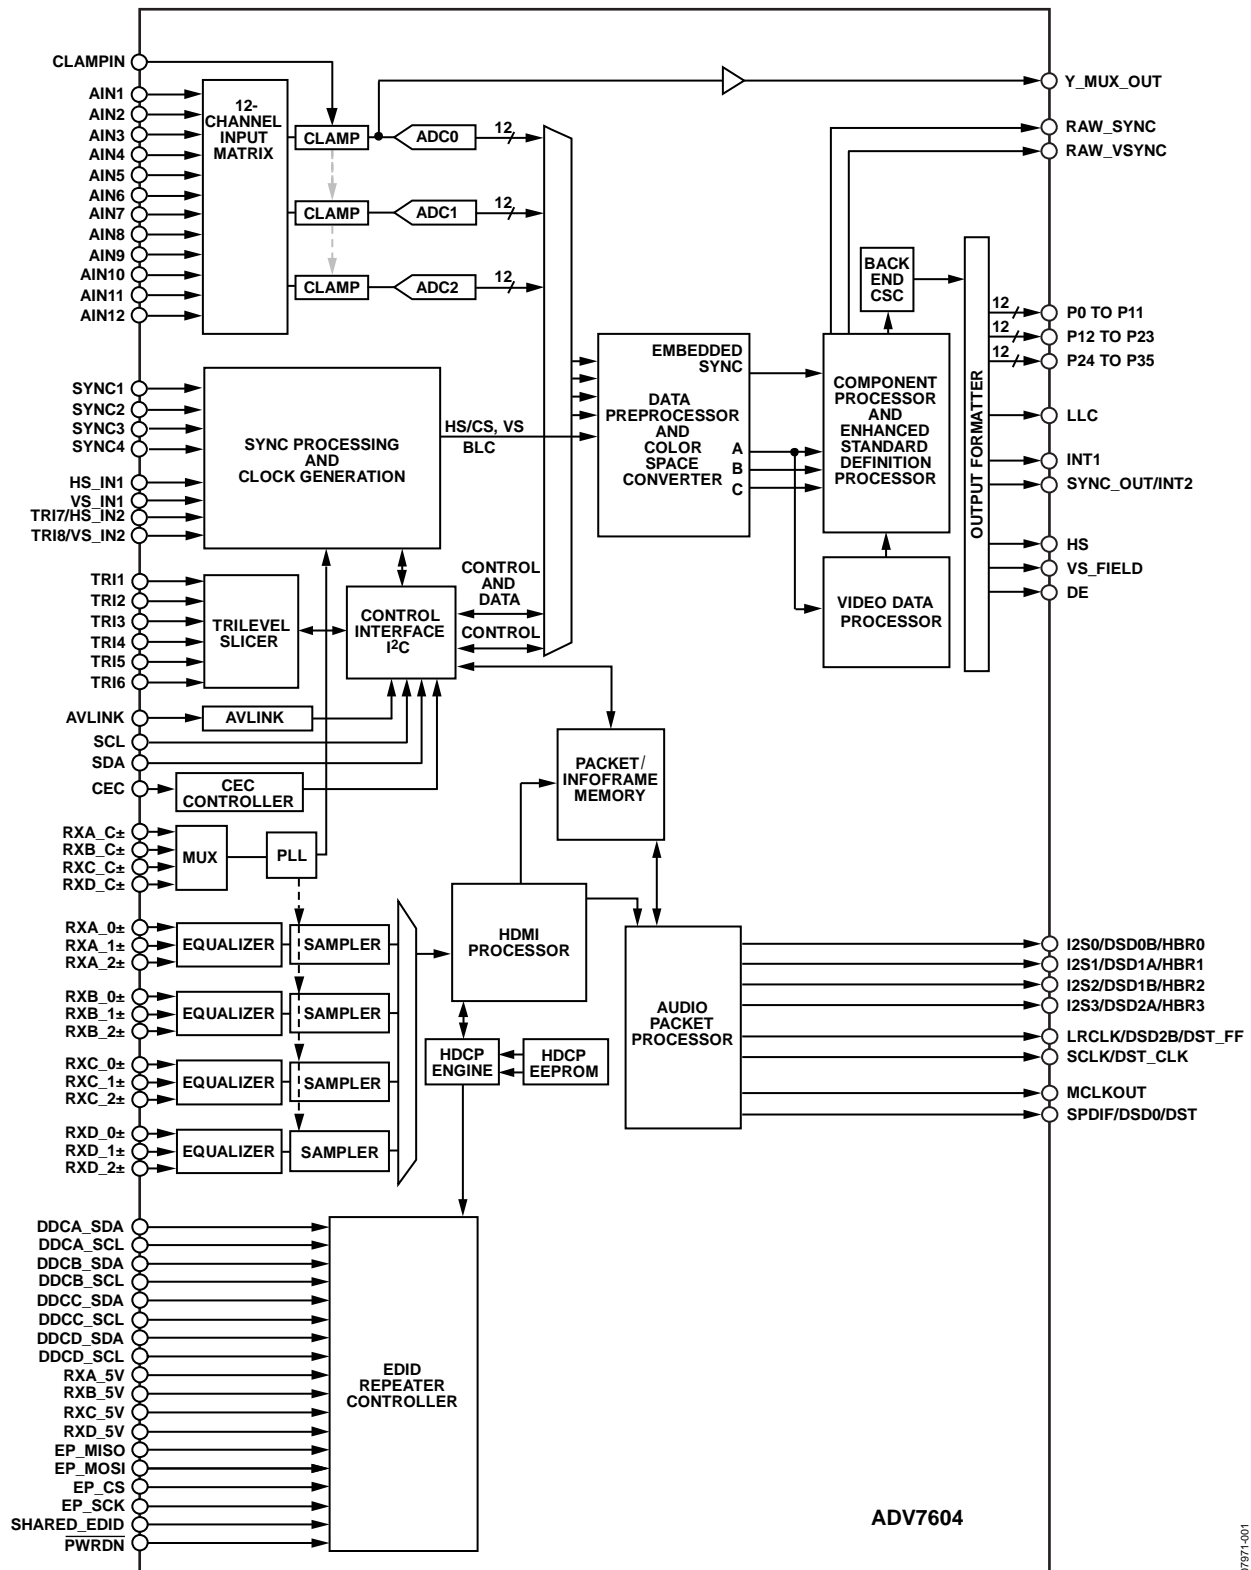 CLAMPIN
AIN1
AIN2
AIN3
AIN4
AIN5
AIN6
AIN7
AIN8
AIN9
AIN10
AIN11
AIN12
12-
CHANNEL
INPUT
MATRIX
CLAMP
ADC0
12
CLAMP
ADC1
12
CLAMP
ADC2
12
Y_MUX_OUT
RAW_SYNC
RAW_VSYNC
BACK
END
CSC
12
P0 TO P11
12
P12 TO P23
12
P24 TO P35
LLC
INT1
SYNC_OUT/INT2
HS
VS_FIELD
DE
OUTPUT FORMATTER
SYNC1
SYNC2
SYNC3
SYNC4
HS_IN1
VS_IN1
TRI7/HS_IN2
TRI8/VS_IN2
SYNC PROCESSING
AND
CLOCK GENERATION
HS/CS, VS
BLC
EMBEDDED
SYNC
DATA
PREPROCESSOR
AND
COLOR
SPACE
CONVERTER
A
B
C
COMPONENT
PROCESSOR
AND
ENHANCED
STANDARD
DEFINITION
PROCESSOR
VIDEO DATA
PROCESSOR
TRI1
TRI2
TRI3
TRI4
TRI5
TRI6
TRILEVEL
SLICER
CONTROL
INTERFACE
I2C
CONTROL
AND
DATA
CONTROL
AVLINK
AVLINK
SCL
SDA
CEC
CEC
CONTROLLER
PACKET/
INFOFRAME
MEMORY
RXA_C±
RXB_C±
RXC_C±
RXD_C±
MUX
PLL
RXA_0±
RXA_1±
RXA_2±
EQUALIZER
SAMPLER
RXB_0±
RXB_1±
RXB_2±
EQUALIZER
SAMPLER
RXC_0±
RXC_1±
RXC_2±
EQUALIZER
SAMPLER
RXD_0±
RXD_1±
RXD_2±
EQUALIZER
SAMPLER
HDMI
PROCESSOR
HDCP
ENGINE
HDCP
EEPROM
AUDIO
PACKET
PROCESSOR
I2S0/DSD0B/HBR0
I2S1/DSD1A/HBR1
I2S2/DSD1B/HBR2
I2S3/DSD2A/HBR3
LRCLK/DSD2B/DST_FF
SCLK/DST_CLK
MCLKOUT
SPDIF/DSD0/DST
DDCA_SDA
DDCA_SCL
DDCB_SDA
DDCB_SCL
DDCC_SDA
DDCC_SCL
DDCD_SDA
DDCD_SCL
RXA_5V
RXB_5V
RXC_5V
RXD_5V
EP_MISO
EP_MOSI
EP_CS
EP_SCK
SHARED_EDID
PWRDN
EDID
REPEATER
CONTROLLER
ADV7604
07971-001